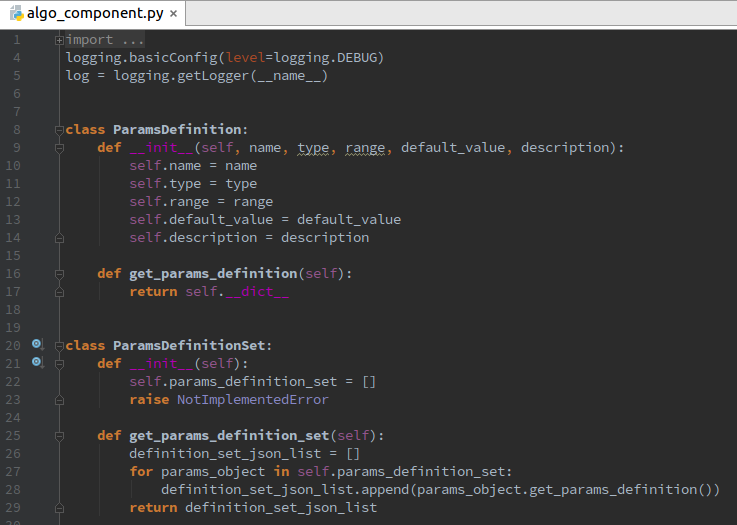 algo_component.py ×
1 import ...
4 logging.basicConfig(level=logging.DEBUG)
5 log = logging.getLogger(__name__)
6
7
8 class ParamsDefinition:
9     def __init__(self, name, type, range, default_value, description):
10         self.name = name
11         self.type = type
12         self.range = range
13         self.default_value = default_value
14         self.description = description
15
16     def get_params_definition(self):
17         return self.__dict__
18
19
20 class ParamsDefinitionSet:
21     def __init__(self):
22         self.params_definition_set = []
23         raise NotImplementedError
24
25     def get_params_definition_set(self):
26         definition_set_json_list = []
27         for params_object in self.params_definition_set:
28             definition_set_json_list.append(params_object.get_params_definition())
29         return definition_set_json_list